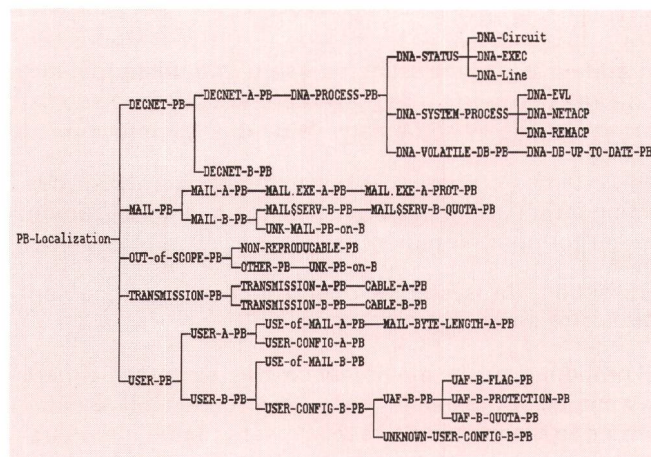 DNA-Circuit
DNA-STATUS DNA-EXEC
DNA-Line
DECNET-A-PB DNA-PROCESS-PB
DNA-EVL
DECNET-PB DNA-SYSTEM-PROCESS DNA-NETACP
DNA-REMACP
DNA-VOLATILE-DB-PB DNA-DB-UP-TO-DATE-PB
DECNET-B-PB
MAIL-A-PB MAIL.EXE-A-PB MAIL.EXE-A-PROT-PB
MAIL-PB MAIL$SERV-B-PB MAIL$SERV-B-QUOTA-PB
MAIL-B-PB
UNK-MAIL-PB-on-B
PB-Localization
NON-REPRODUCABLE-PB
OUT-of-SCOPE-PB
OTHER-PB UNK-PB-on-B
TRANSMISSION-A-PB CABLE-A-PB
TRANSMISSION-PB
TRANSMISSION-B-PB CABLE-B-PB
USE-of-MAIL-A-PB MAIL-BYTE-LENGTH-A-PB
USER-A-PB
USER-CONFIG-A-PB
USE-of-MAIL-B-PB
USER-PB
UAF-B-FLAG-PB
USER-B-PB
UAF-B-PB UAF-B-PROTECTION-PB
USER-CONFIG-B-PB UAF-B-QUOTA-PB
UNKNOWN-USER-CONFIG-B-PB